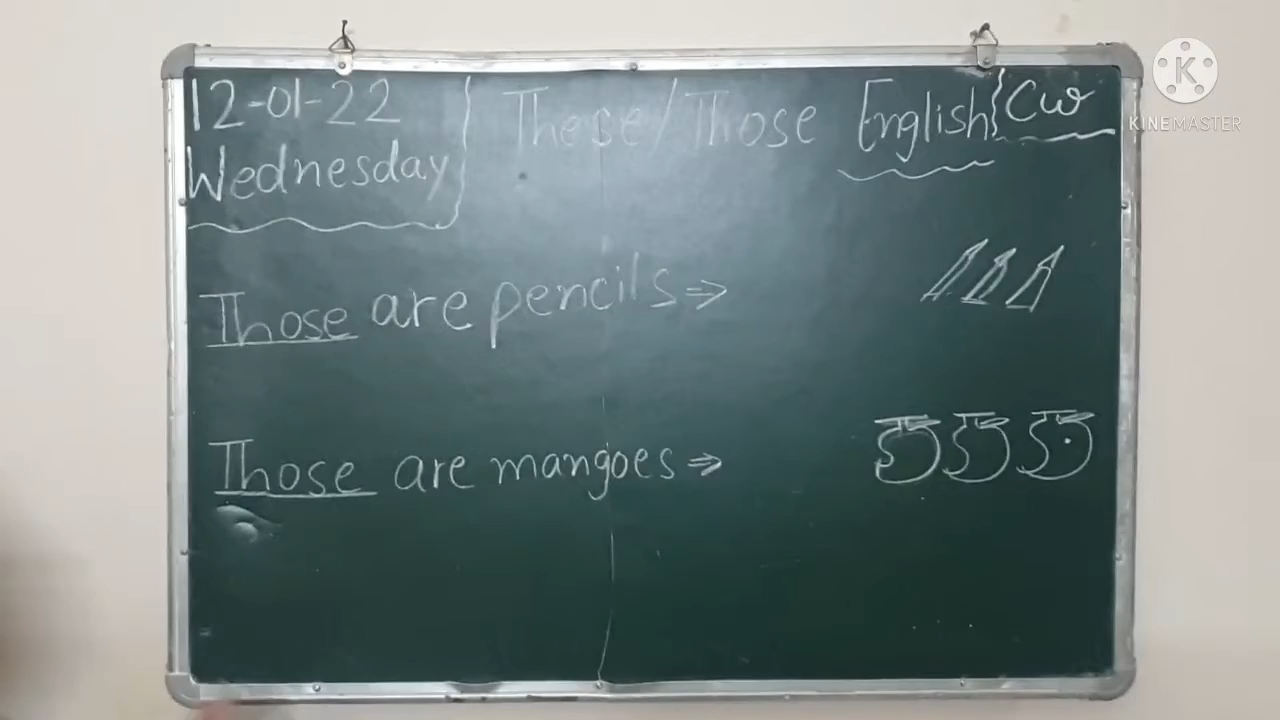 12-01-22 These/Those English CW
Wednesday
Those are pencils ⇒
Those are mangoes ⇒
K
KINEMASTER